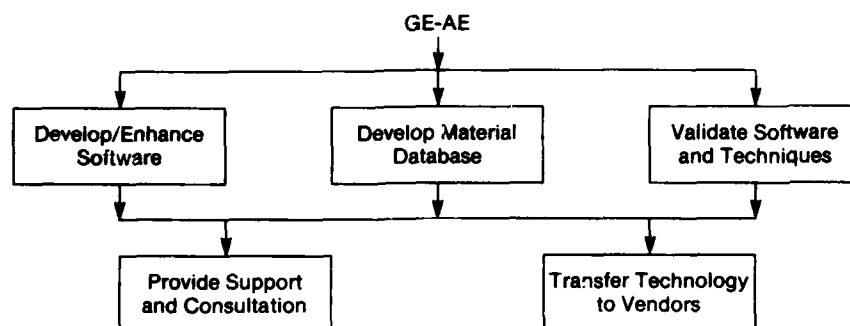 GE-AE
Develop/Enhance
Software
Develop Material
Database
Validate Software
and Techniques
Provide Support
and Consultation
Transfer Technology
to Vendors